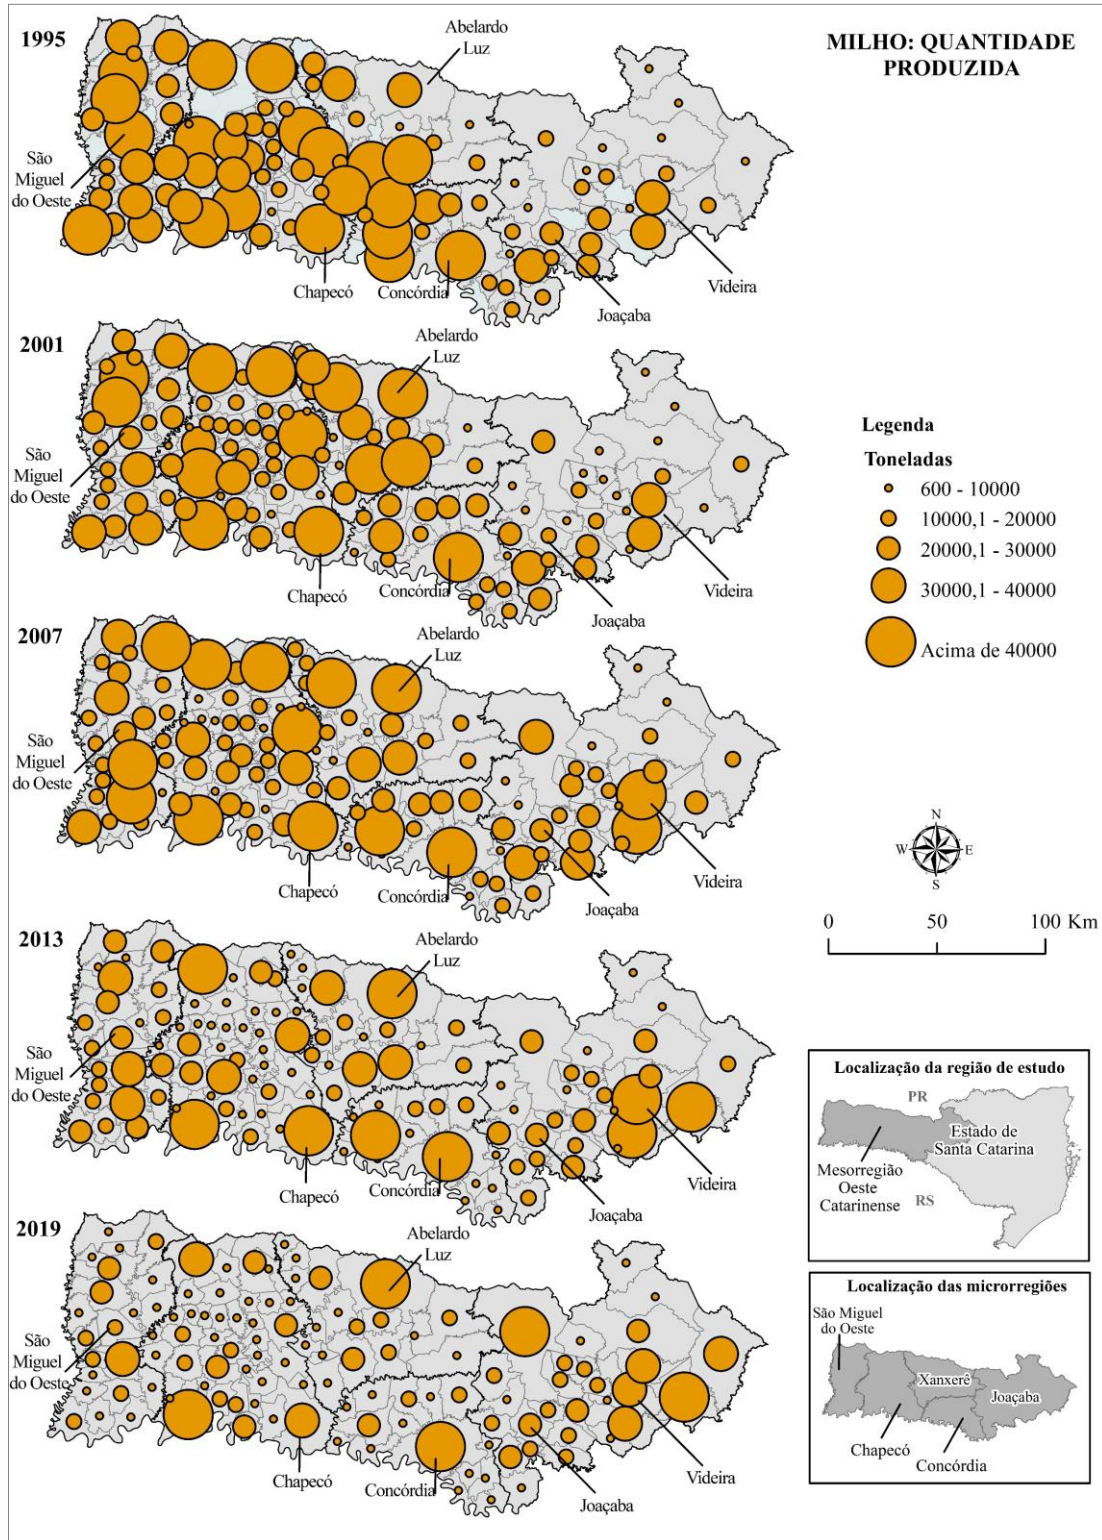 MILHO: QUANTIDADE
PRODUZIDA
1995
Abelardo
Luz
São
Miguel
do Oeste
Chapecó
Concórdia
Joaçaba
Videira
2001
Abelardo
Luz
São
Miguel
do Oeste
Chapecó
Concórdia
Joaçaba
Videira
Legenda
Toneladas
600 - 10000
10000,1 - 20000
20000,1 - 30000
30000,1 - 40000
Acima de 40000
2007
Abelardo
Luz
São
Miguel
do Oeste
Chapecó
Concórdia
Joaçaba
Videira
N
W
E
S
0
50
100 Km
2013
Abelardo
Luz
São
Miguel
do Oeste
Chapecó
Concórdia
Joaçaba
Videira
Localização da região de estudo
PR
Estado de
Santa Catarina
Mesorregião
Oeste
Catarinense
RS
2019
Abelardo
Luz
São
Miguel
do Oeste
Chapecó
Concórdia
Joaçaba
Videira
Localização das microrregiões
São Miguel
do Oeste
Xanxerê
Joaçaba
Chapecó
Concórdia